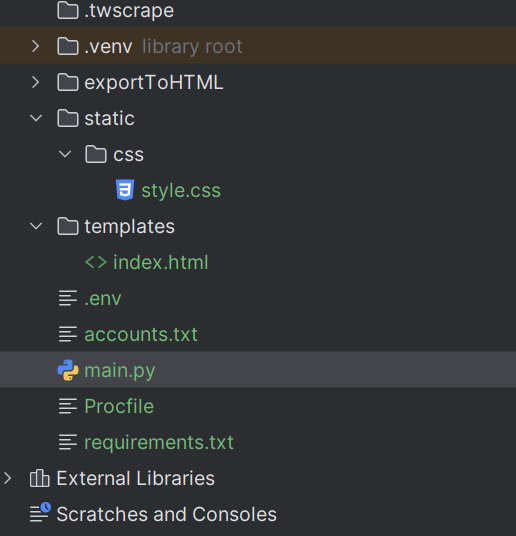 .twscrape
.venv library root
exportToHTML
static
css
style.css
templates
<> index.html
.env
accounts.txt
main.py
Procfile
requirements.txt
External Libraries
Scratches and Consoles